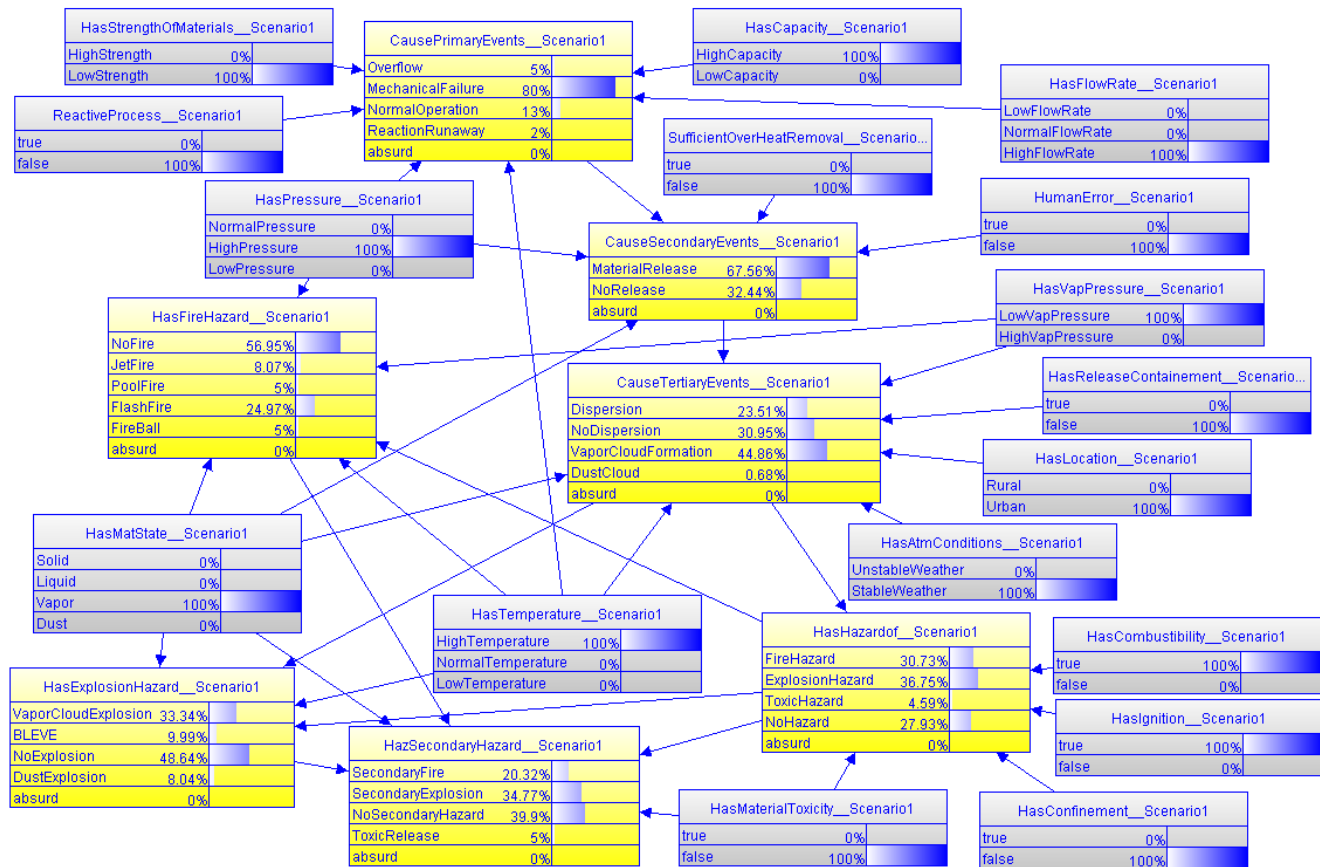 HasStrengthOfMaterials__Scenario1
HighStrength 0%
LowStrength 100%
CausePrimaryEvents__Scenario1
Overflow 5%
MechanicalFailure 80%
NormalOperation 13%
ReactionRunaway 2%
absurd 0%
HasCapacity__Scenario1
HighCapacity 100%
LowCapacity 0%
HasFlowRate__Scenario1
LowFlowRate 0%
NormalFlowRate 0%
HighFlowRate 100%
ReactiveProcess__Scenario1
true 0%
false 100%
SufficientOverHeatRemoval__Scenario...
true 0%
false 100%
HasPressure__Scenario1
NormalPressure 0%
HighPressure 100%
LowPressure 0%
HumanError__Scenario1
true 0%
false 100%
CauseSecondaryEvents__Scenario1
MaterialRelease 67.56%
NoRelease 32.44%
absurd 0%
HasVapPressure__Scenario1
LowVapPressure 100%
HighVapPressure 0%
HasFireHazard__Scenario1
NoFire 56.95%
JetFire 8.07%
PoolFire 5%
FlashFire 24.97%
FireBall 5%
absurd 0%
CauseTertiaryEvents__Scenario1
Dispersion 23.51%
NoDispersion 30.95%
VaporCloudFormation 44.86%
DustCloud 0.68%
absurd 0%
HasReleaseContainement__Scenario...
true 0%
false 100%
HasLocation__Scenario1
Rural 0%
Urban 100%
HasMatState__Scenario1
Solid 0%
Liquid 0%
Vapor 100%
Dust 0%
HasAtmConditions__Scenario1
UnstableWeather 0%
StableWeather 100%
HasTemperature__Scenario1
HighTemperature 100%
NormalTemperature 0%
LowTemperature 0%
HasHazardof__Scenario1
FireHazard 30.73%
ExplosionHazard 36.75%
ToxicHazard 4.59%
NoHazard 27.93%
absurd 0%
HasCombustibility__Scenario1
true 100%
false 0%
HasExplosionHazard__Scenario1
VaporCloudExplosion 33.34%
BLEVE 9.99%
NoExplosion 48.64%
DustExplosion 8.04%
absurd 0%
HasIgnition__Scenario1
true 100%
false 0%
HazSecondaryHazard__Scenario1
SecondaryFire 20.32%
SecondaryExplosion 34.77%
NoSecondaryHazard 39.9%
ToxicRelease 5%
absurd 0%
HasMaterialToxicity__Scenario1
true 0%
false 100%
HasConfinement__Scenario1
true 0%
false 100%